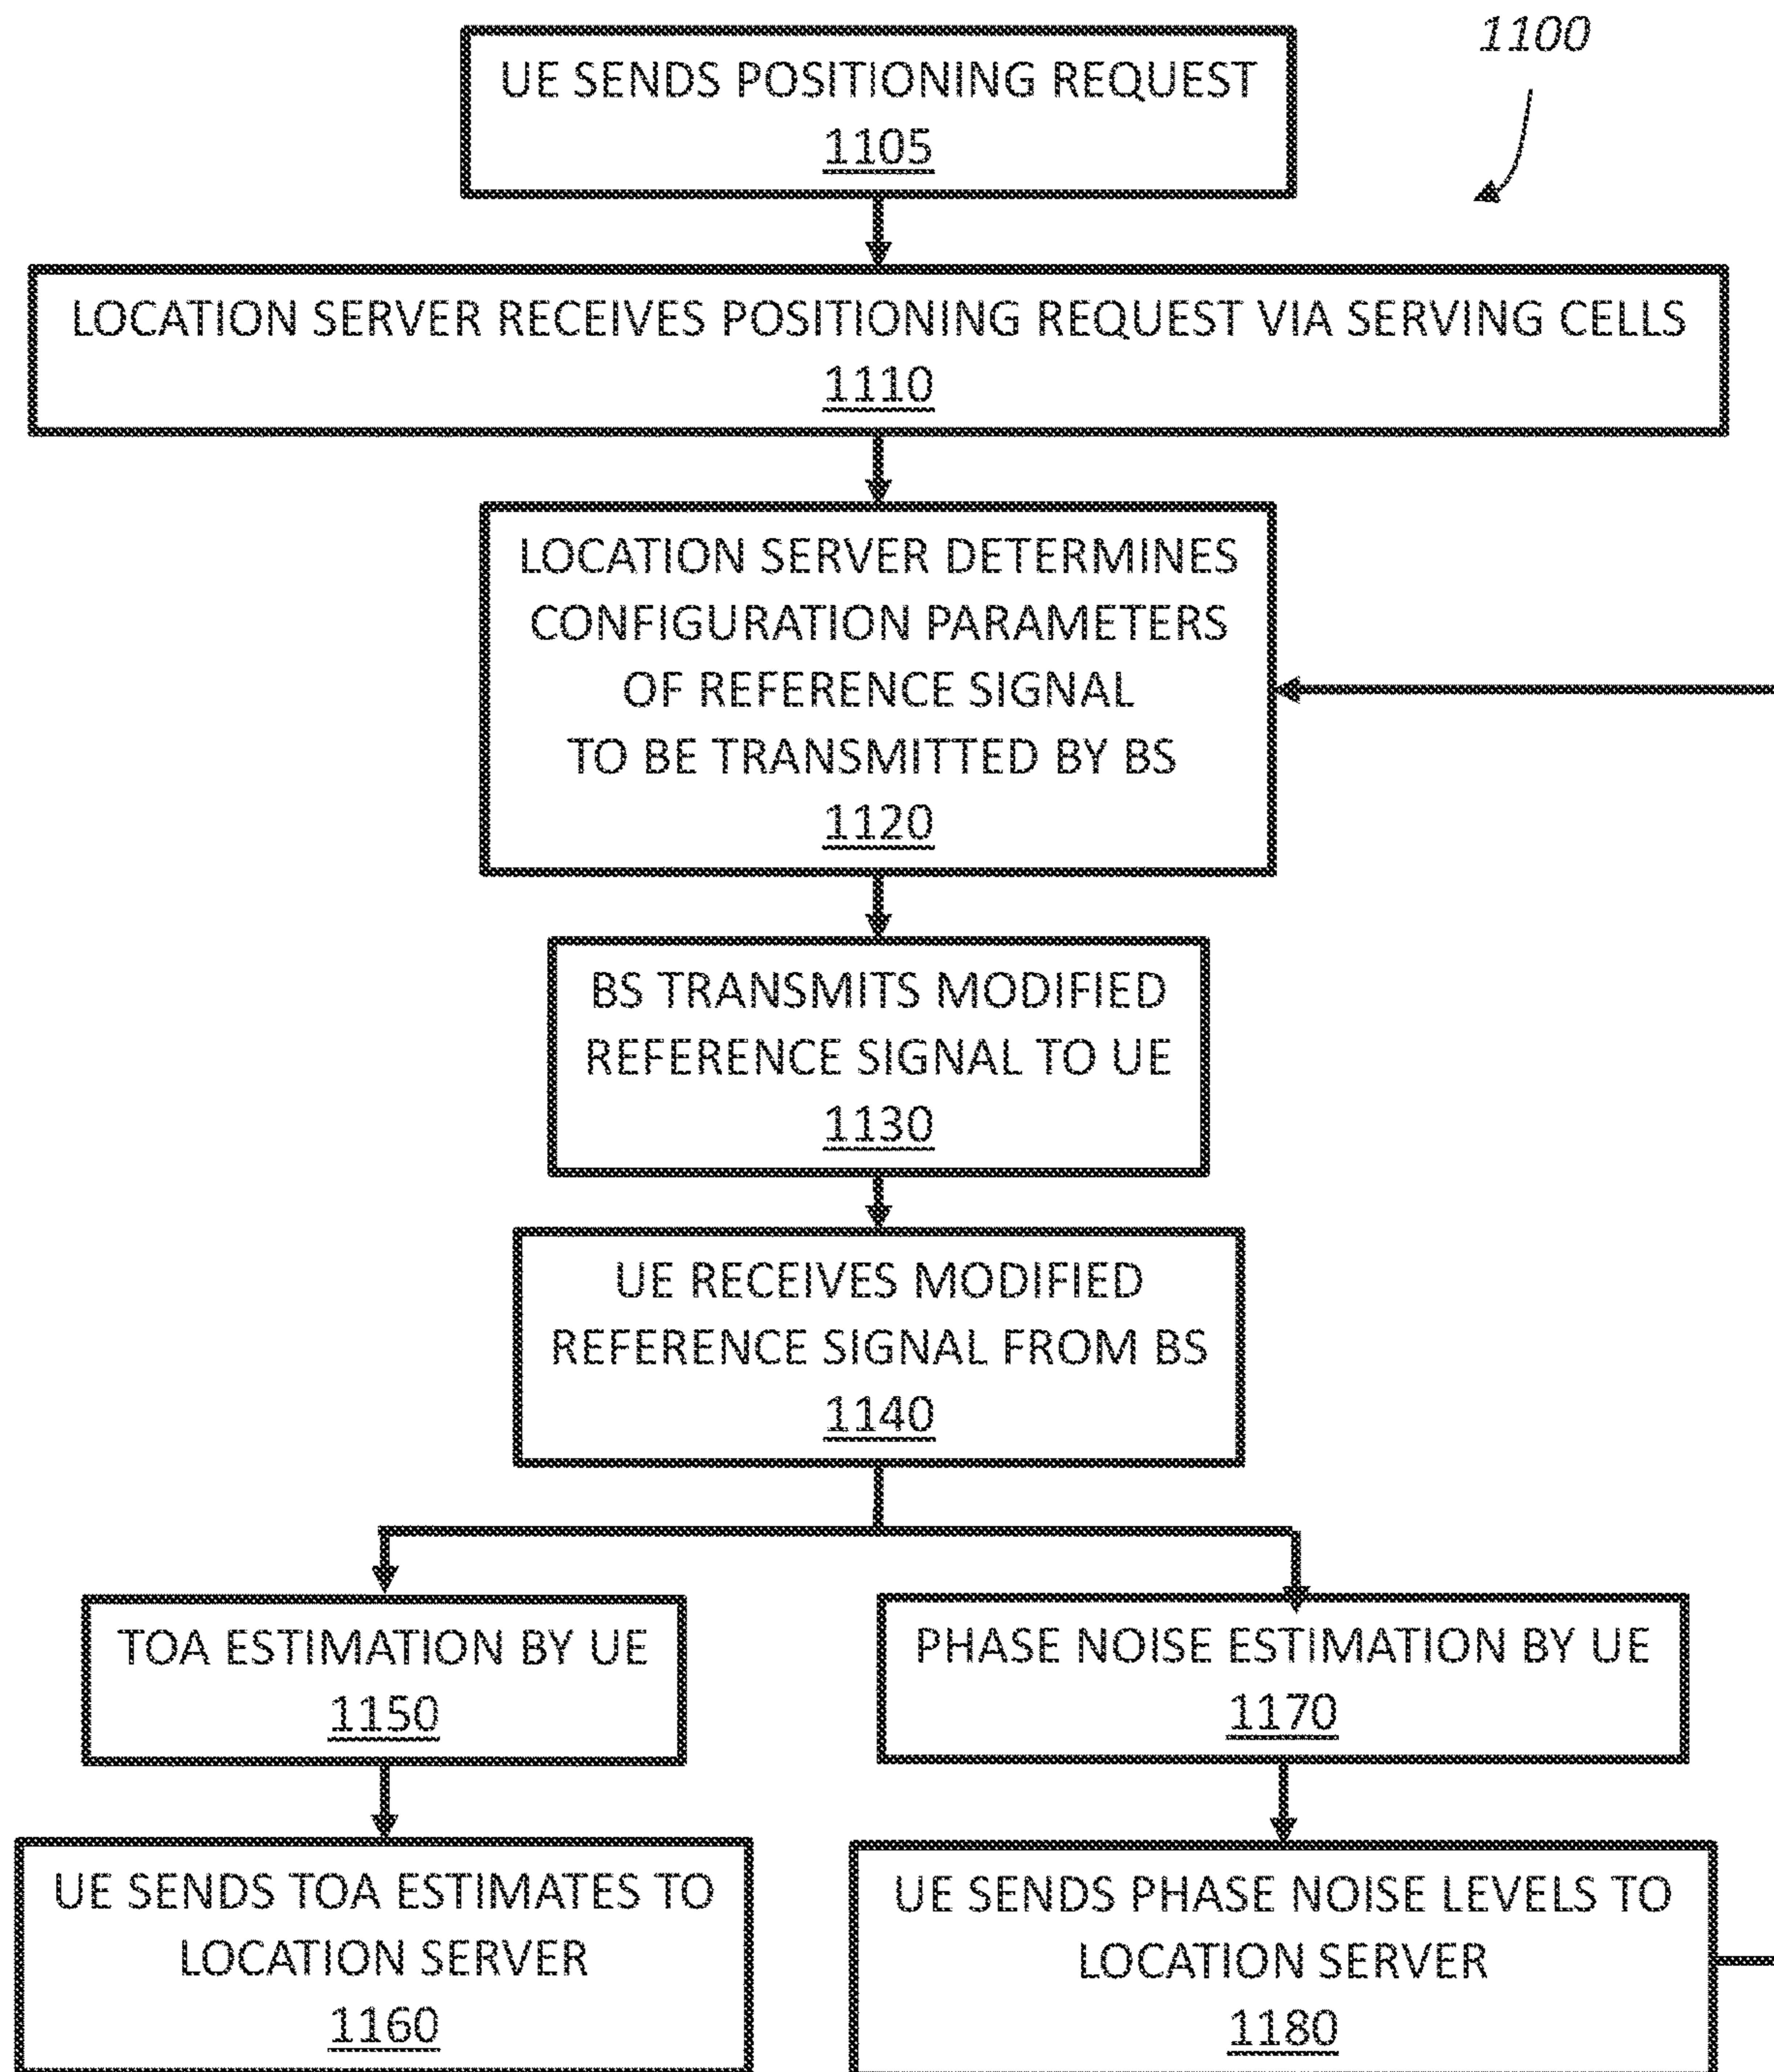 1100
UE SENDS POSITIONING REQUEST
1105
LOCATION SERVER RECEIVES POSITIONING REQUEST VIA SERVING CELLS
1110
LOCATION SERVER DETERMINES
CONFIGURATION PARAMETERS
OF REFERENCE SIGNAL
TO BE TRANSMITTED BY BS
1120
BS TRANSMITS MODIFIED
REFERENCE SIGNAL TO UE
1130
UE RECEIVES MODIFIED
REFERENCE SIGNAL FROM BS
1140
TOA ESTIMATION BY UE
1150
PHASE NOISE ESTIMATION BY UE
1170
UE SENDS TOA ESTIMATES TO
LOCATION SERVER
1160
UE SENDS PHASE NOISE LEVELS TO
LOCATION SERVER
1180